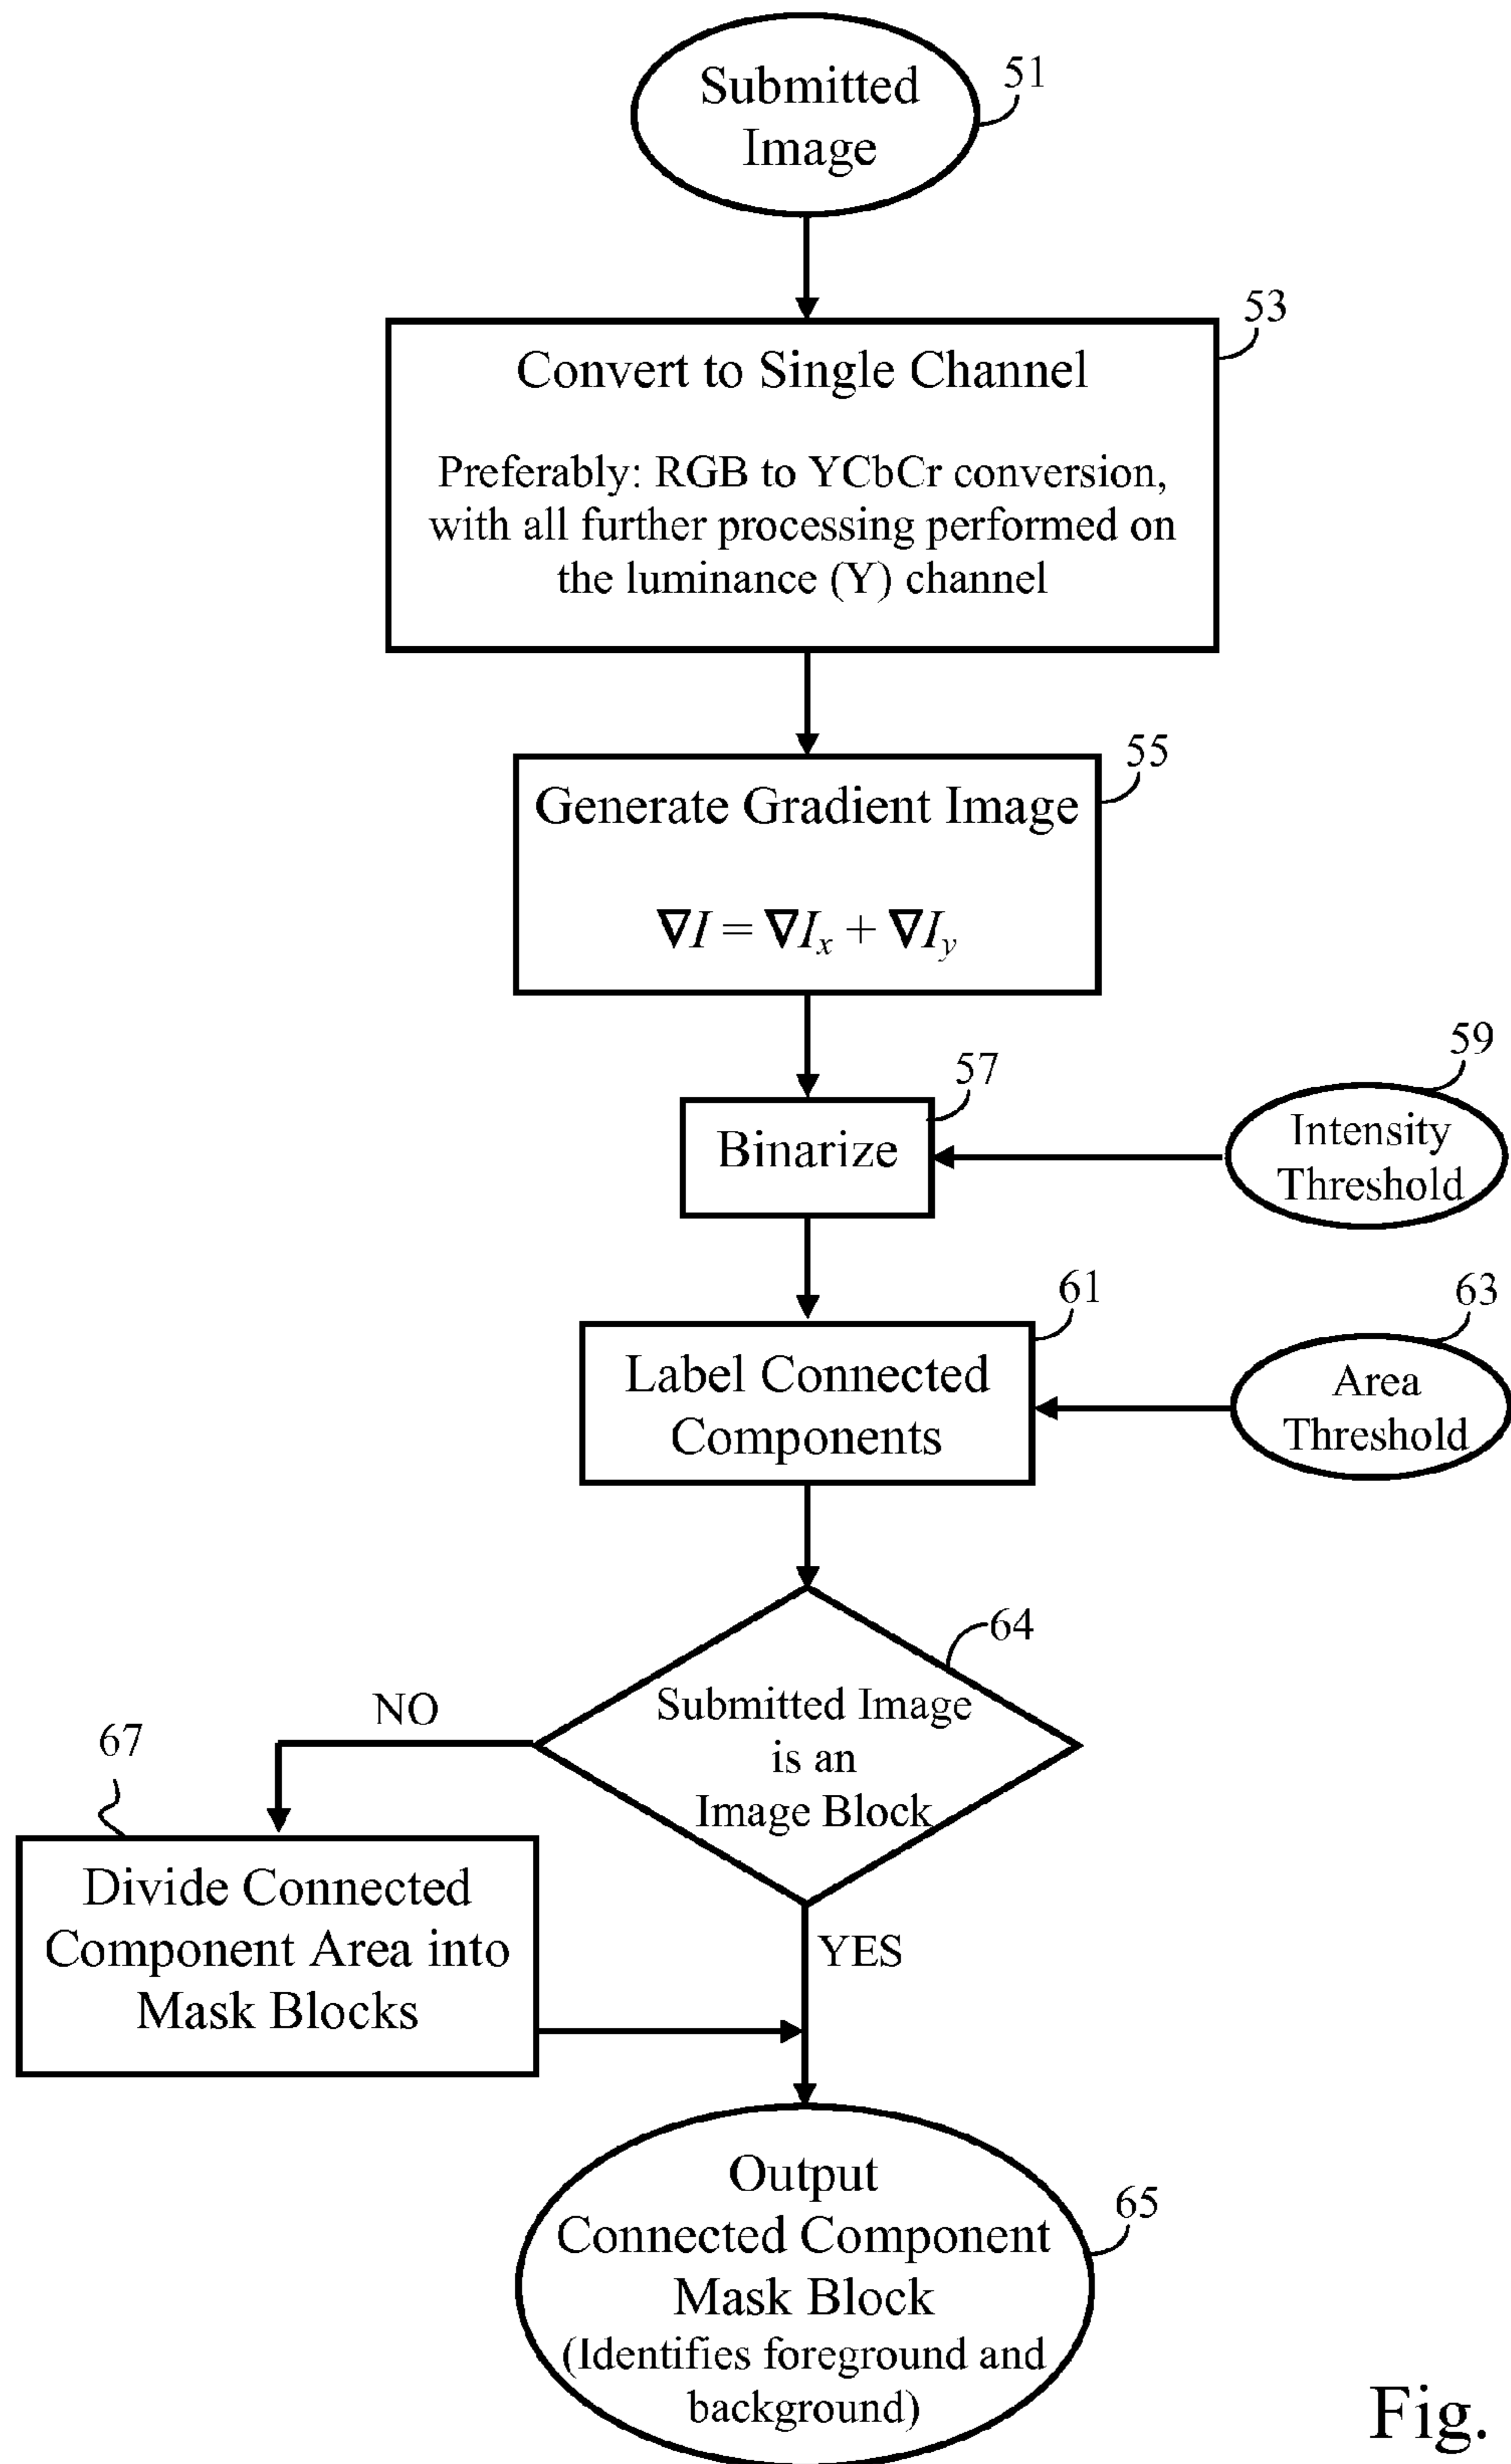 Submitted
Image
51
53
Convert to Single Channel
Preferably: RGB to YCbCr conversion,
with all further processing performed on
the luminance (Y) channel
55
Generate Gradient Image
∇I = ∇Ix + ∇Iy
57
Binarize
59
Intensity
Threshold
61
Label Connected
Components
63
Area
Threshold
64
Submitted Image
is an
Image Block
NO
67
Divide Connected
Component Area into
Mask Blocks
YES
Output
Connected Component
Mask Block
(Identifies foreground and
background)
65
Fig.